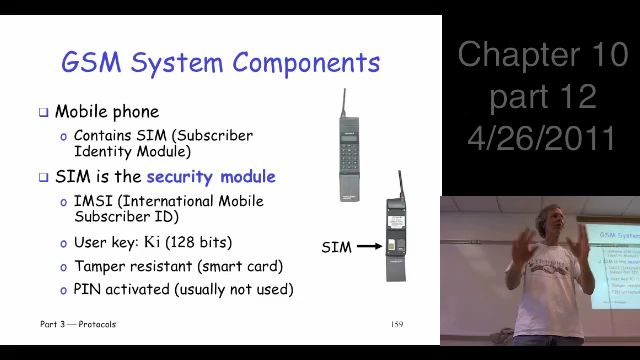 GSM System Components
Chapter 10
part 12
4/26/2011
Mobile phone
Contains SIM (Subscriber
Identity Module)
SIM is the security module
IMSI (International Mobile
Subscriber ID)
User key: Ki (128 bits)
Tamper resistant (smart card)
PIN activated (usually not used)
SIM
Part 3 — Protocols
159
GSM System